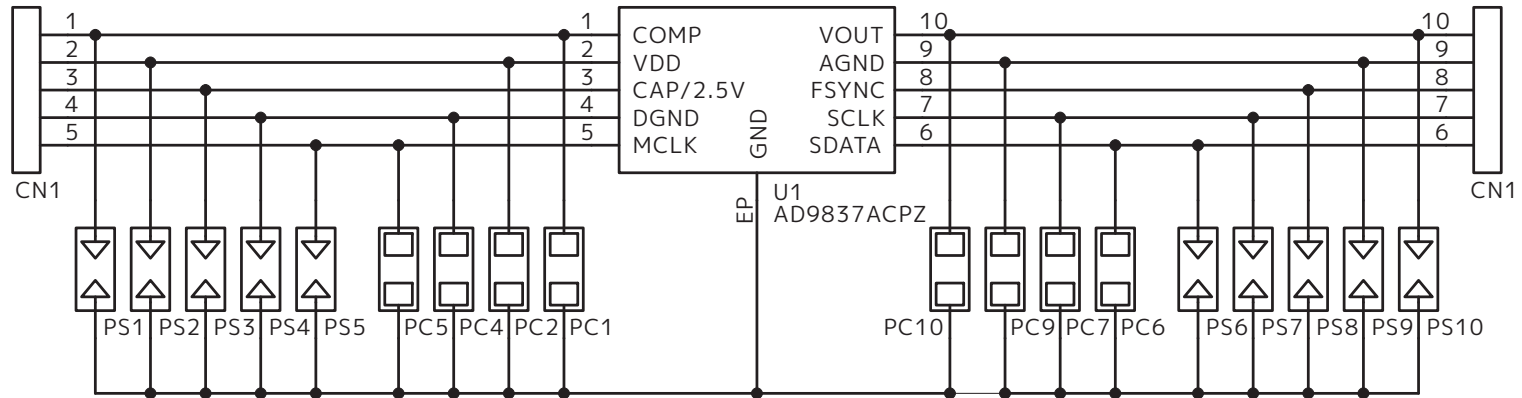 1 1 COMP VOUT 10 10
2 2 VDD AGND 9 9
3 3 CAP/2.5V FSYNC 8 8
4 4 DGND SCLK 7 7
5 5 MCLK SDATA 6 6
GND
CN1 U1 CN1
EP AD9837ACPZ
PS1 PS2 PS3 PS4 PS5 PC5 PC4 PC2 PC1 PC10 PC9 PC7 PC6 PS6 PS7 PS8 PS9 PS10